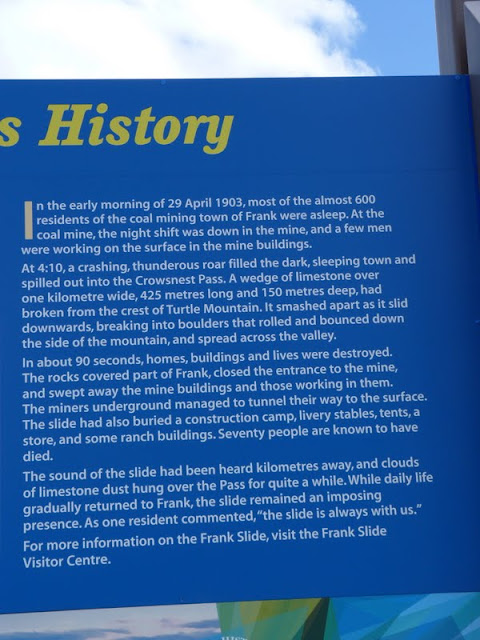 s History
In the early morning of 29 April 1903, most of the almost 600
residents of the coal mining town of Frank were asleep. At the
coal mine, the night shift was down in the mine, and a few men
were working on the surface in the mine buildings.
At 4:10, a crashing, thunderous roar filled the dark, sleeping town and
spilled out into the Crowsnest Pass. A wedge of limestone over
one kilometre wide, 425 metres long and 150 metres deep, had
broken from the crest of Turtle Mountain. It smashed apart as it slid
downwards, breaking into boulders that rolled and bounced down
the side of the mountain, and spread across the valley.
In about 90 seconds, homes, buildings and lives were destroyed.
The rocks covered part of Frank, closed the entrance to the mine,
and swept away the mine buildings and those working in them.
The miners underground managed to tunnel their way to the surface.
The slide had also buried a construction camp, livery stables, tents, a
store, and some ranch buildings. Seventy people are known to have
died.
The sound of the slide had been heard kilometres away, and clouds
of limestone dust hung over the Pass for quite a while. While daily life
gradually returned to Frank, the slide remained an imposing
presence. As one resident commented, "the slide is always with us."
For more information on the Frank Slide, visit the Frank Slide
Visitor Centre.